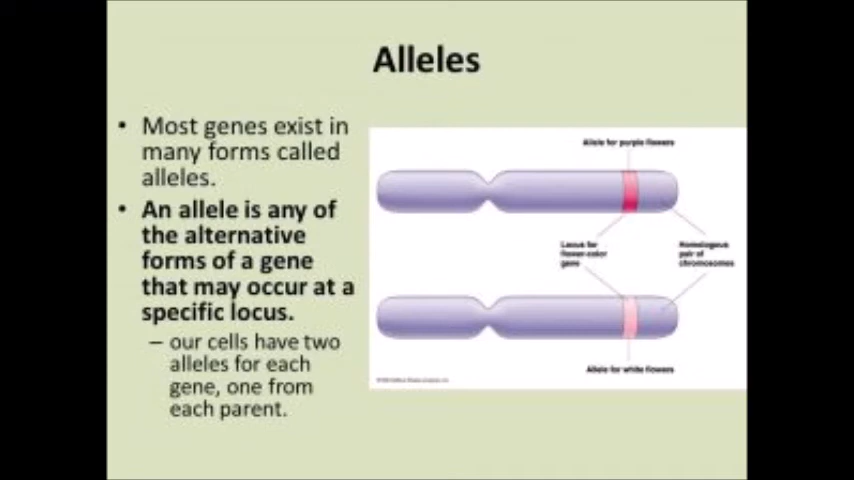 Alleles
• Most genes exist in
many forms called
alleles.
• An allele is any of
the alternative
forms of a gene
that may occur at a
specific locus.
– our cells have two
alleles for each
gene, one from
each parent.
Allele for purple flowers
Locus for
flower-color
gene
Homologous
pair of
chromosomes
Allele for white flowers